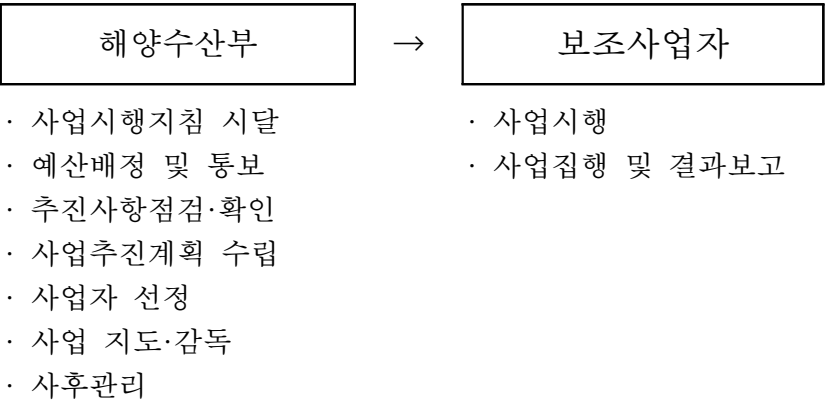 해양수산부 → 보조사업자
· 사업시행지침 시달
· 예산배정 및 통보
· 추진사항점검·확인
· 사업추진계획 수립
· 사업자 선정
· 사업 지도·감독
· 사후관리
· 사업시행
· 사업집행 및 결과보고